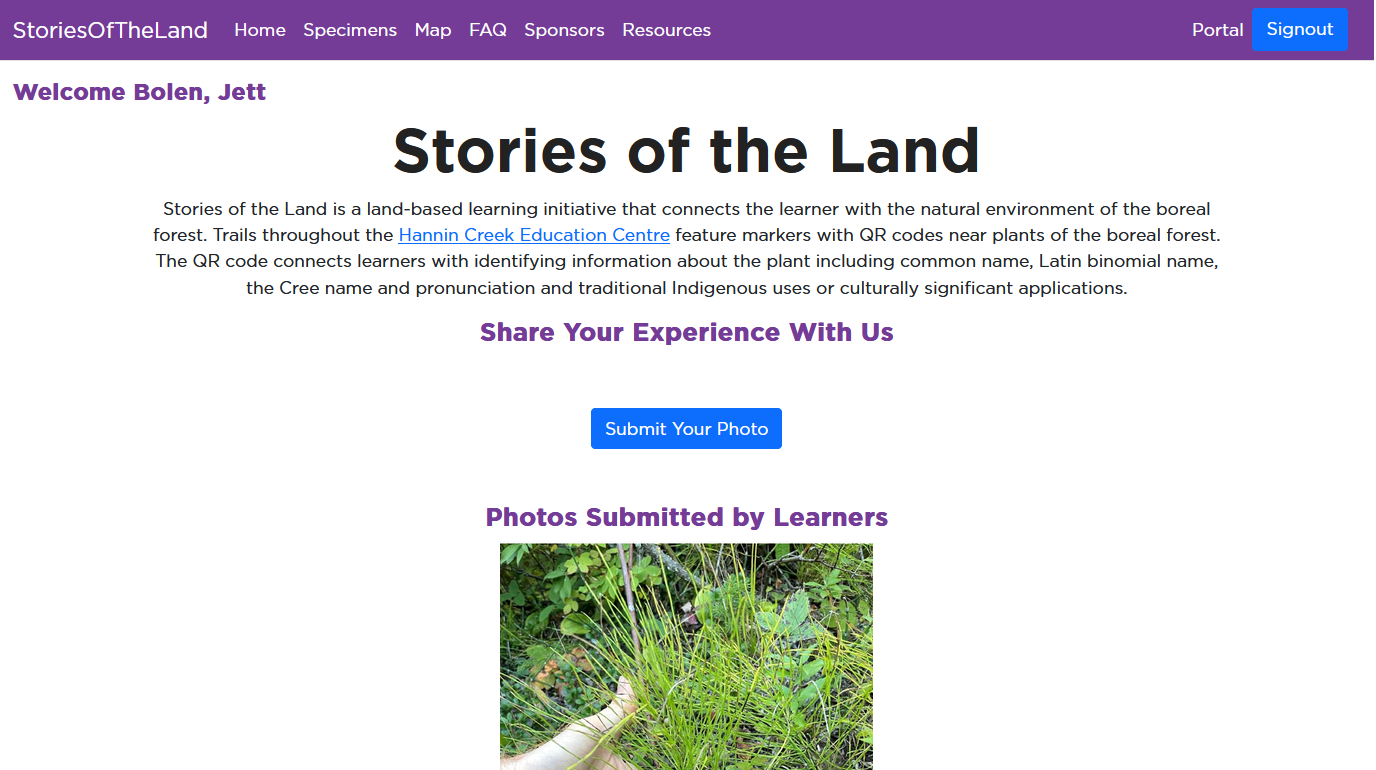 StoriesOfTheLand Home Specimens Map FAQ Sponsors Resources Portal Signout
Welcome Bolen, Jett
Stories of the Land
Stories of the Land is a land-based learning initiative that connects the learner with the natural environment of the boreal
forest. Trails throughout the Hannin Creek Education Centre feature markers with QR codes near plants of the boreal forest.
The QR code connects learners with identifying information about the plant including common name, Latin binomial name,
the Cree name and pronunciation and traditional Indigenous uses or culturally significant applications.
Share Your Experience With Us
Submit Your Photo
Photos Submitted by Learners